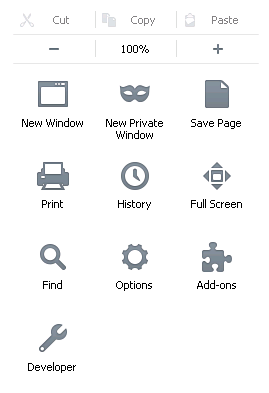 Cut Copy Paste
− 100% +
New Window New Private Window Save Page
Print History Full Screen
Find Options Add-ons
Developer